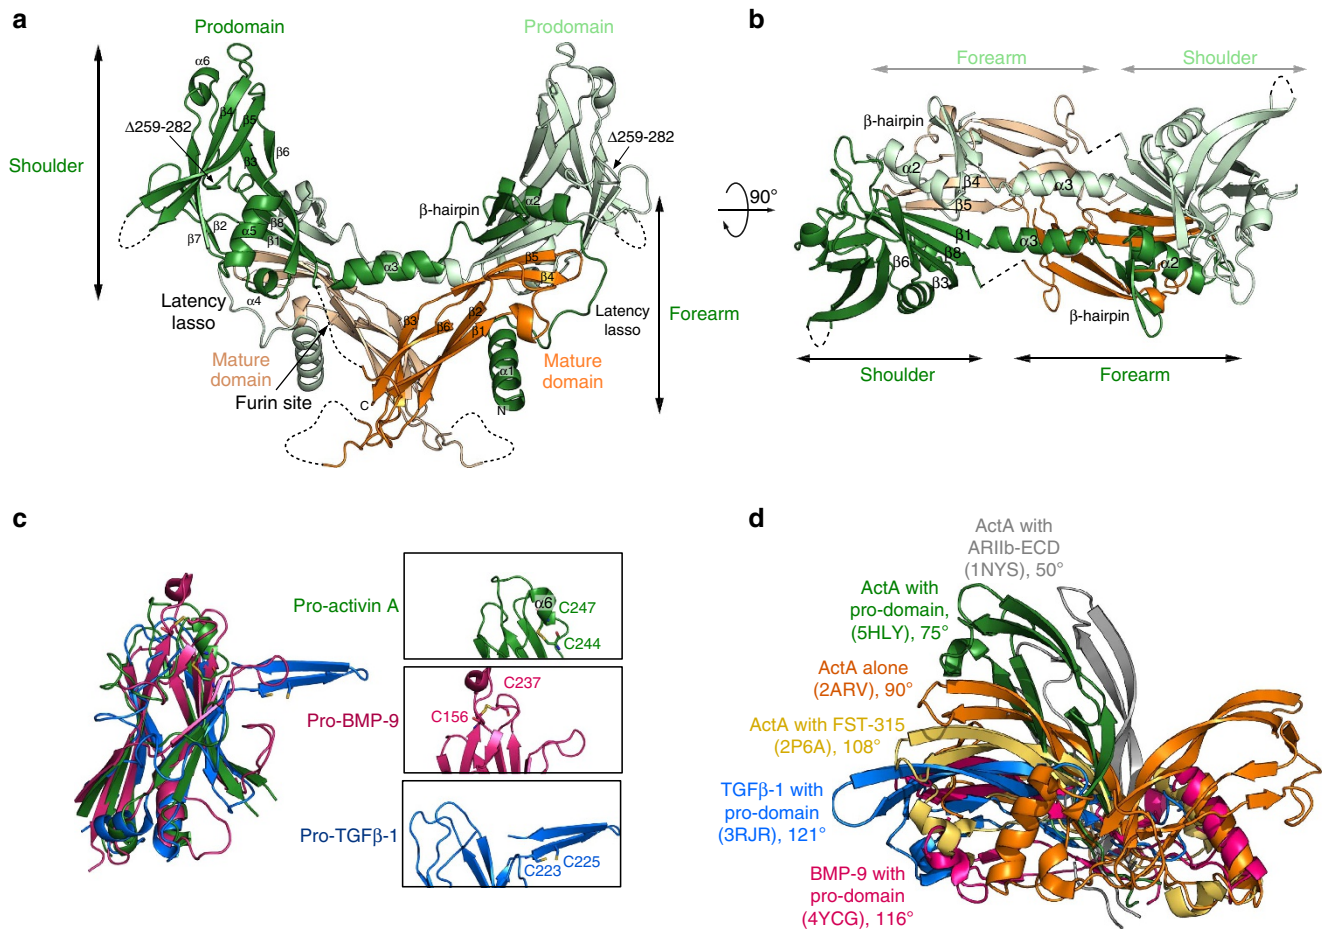 a
Prodomain
Prodomain
α6
β4
β5
Δ259-282
Δ259-282
β3
β6
Shoulder
β-hairpin
α2
β2
β8
α5
β7
β1
α3
β5
β4
α4
Latency
lasso
β3
β2
β6
β1
Latency
lasso
Forearm
Mature
domain
Mature
domain
α1
Furin site
C
N
b
Forearm
Shoulder
β-hairpin
α2
β4
α3
β5
90°
β1
α3
β8
β6
α2
β3
β-hairpin
Shoulder
Forearm
c
Pro-activin A
α6
C247
C244
Pro-BMP-9
C237
C156
Pro-TGFβ-1
C223
C225
d
ActA with
ARIIb-ECD
(1NYS), 50°
ActA with
pro-domain,
(5HLY), 75°
ActA alone
(2ARV), 90°
ActA with FST-315
(2P6A), 108°
TGFβ-1 with
pro-domain
(3RJR), 121°
BMP-9 with
pro-domain
(4YCG), 116°